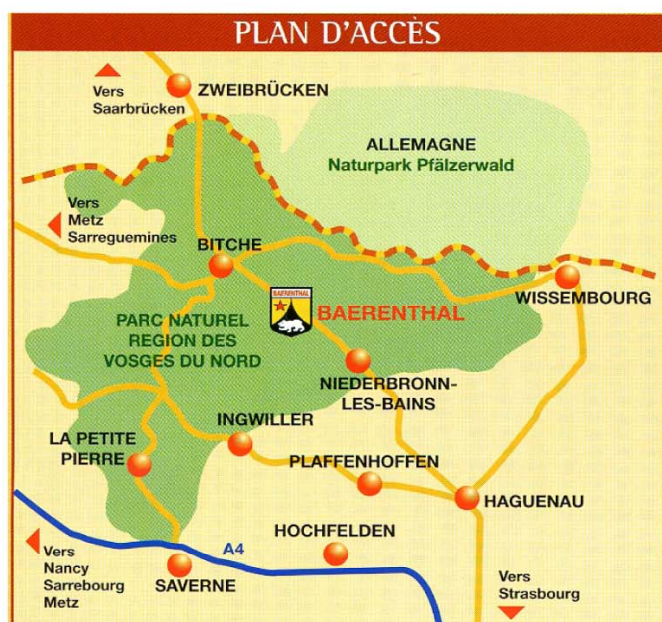 PLAN D'ACCÈS
Vers
Saarbrücken
ZWEIBRÜCKEN
ALLEMAGNE
Naturpark Pfälzerwald
Vers
Metz
Sarreguemines
BITCHE
WISSEMBOURG
BAERENTHAL
BAERENTHAL
PARC NATUREL
REGION DES
VOSGES DU NORD
NIEDERBRONN-
LES-BAINS
INGWILLER
LA PETITE
PIERRE
PLAFFENHOFFEN
HAGUENAU
HOCHFELDEN
A4
Vers
Nancy
Sarrebourg
Metz
SAVERNE
Vers
Strasbourg